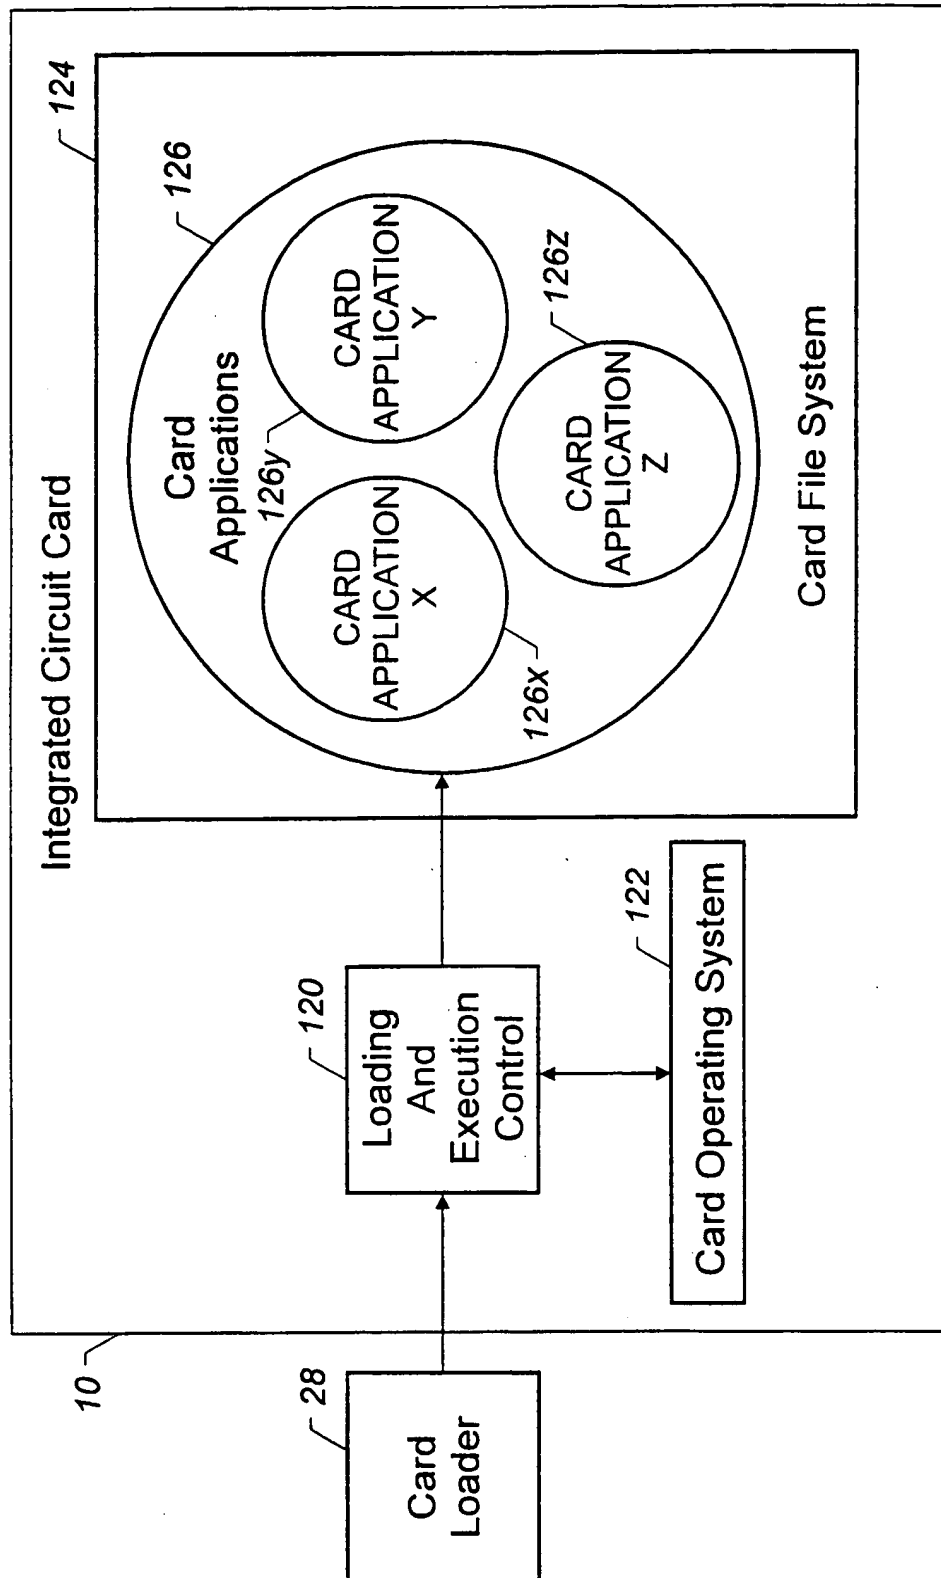 10
Integrated Circuit Card
124
28
Card
Loader
120
Loading
And
Execution
Control
122
Card Operating System
126
Card
Applications
126x
CARD
APPLICATION
X
126y
CARD
APPLICATION
Y
126z
CARD
APPLICATION
Z
Card File System